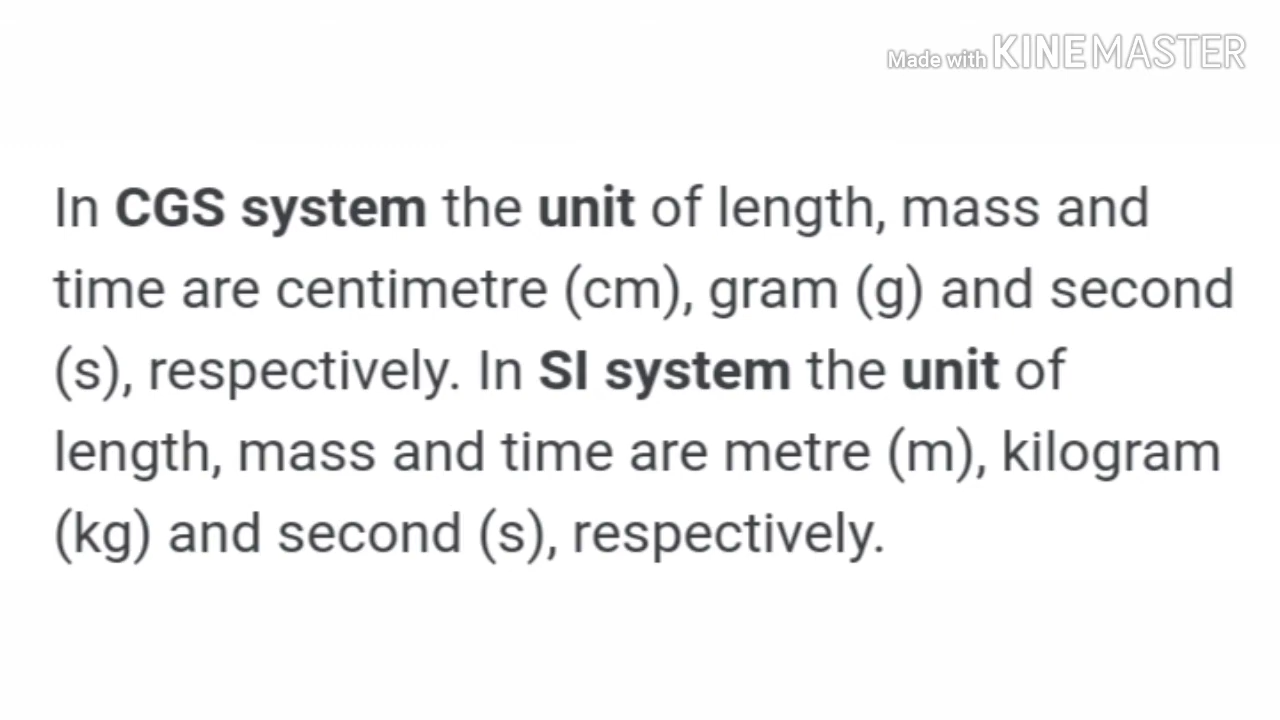 Made with KINEMASTER
In CGS system the unit of length, mass and
time are centimetre (cm), gram (g) and second
(s), respectively. In SI system the unit of
length, mass and time are metre (m), kilogram
(kg) and second (s), respectively.